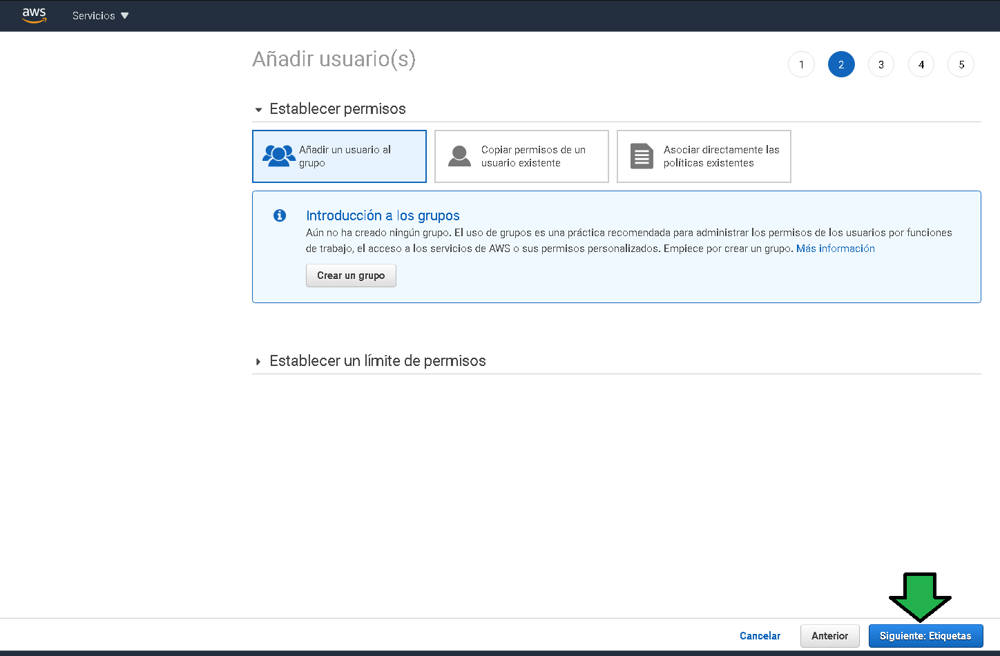 aws
Servicios
Añadir usuario(s)
1 2 3 4 5
Establecer permisos
Añadir un usuario al
grupo
Copiar permisos de un
usuario existente
Asociar directamente las
políticas existentes
Introducción a los grupos
Aún no ha creado ningún grupo. El uso de grupos es una práctica recomendada para administrar los permisos de los usuarios por funciones
de trabajo, el acceso a los servicios de AWS o sus permisos personalizados. Empiece por crear un grupo. Más información
Crear un grupo
Establecer un límite de permisos
Cancelar
Anterior
Siguiente: Etiquetas